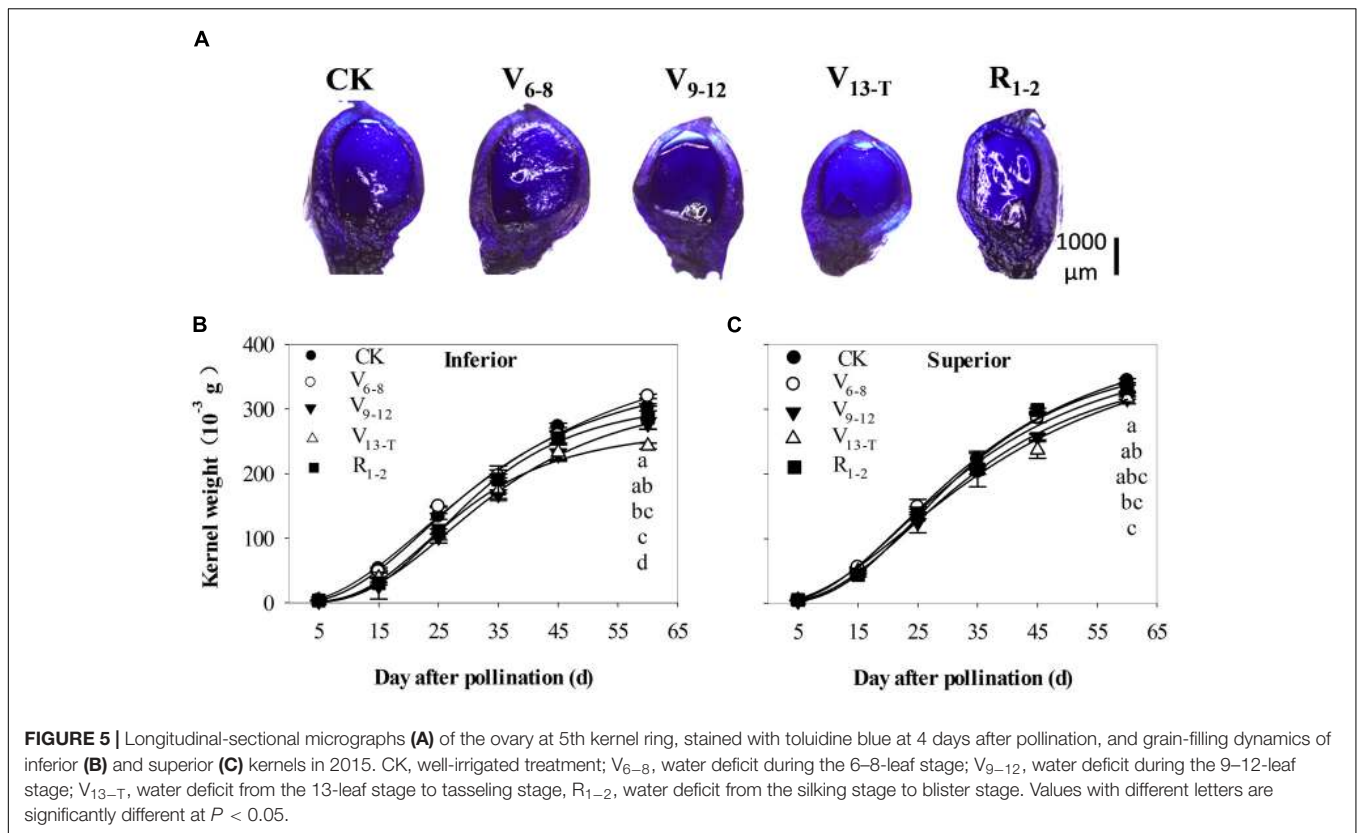 A
CK
V6-8
V9-12
V13-T
R1-2
1000
μm
B
Kernel weight (10-3 g)
400
300
200
100
0
CK
V6-8
V9-12
V13-T
R1-2
Inferior
a
ab
bc
c
d
5 15 25 35 45 55 65
Day after pollination (d)
C
CK
V6-8
V9-12
V13-T
R1-2
Superior
a
ab
abc
bc
c
5 15 25 35 45 55 65
Day after pollination (d)
FIGURE 5 | Longitudinal-sectional micrographs (A) of the ovary at 5th kernel ring, stained with toluidine blue at 4 days after pollination, and grain-filling dynamics of
inferior (B) and superior (C) kernels in 2015. CK, well-irrigated treatment; V6–8, water deficit during the 6–8-leaf stage; V9–12, water deficit during the 9–12-leaf
stage; V13–T, water deficit from the 13-leaf stage to tasseling stage, R1–2, water deficit from the silking stage to blister stage. Values with different letters are
significantly different at P < 0.05.